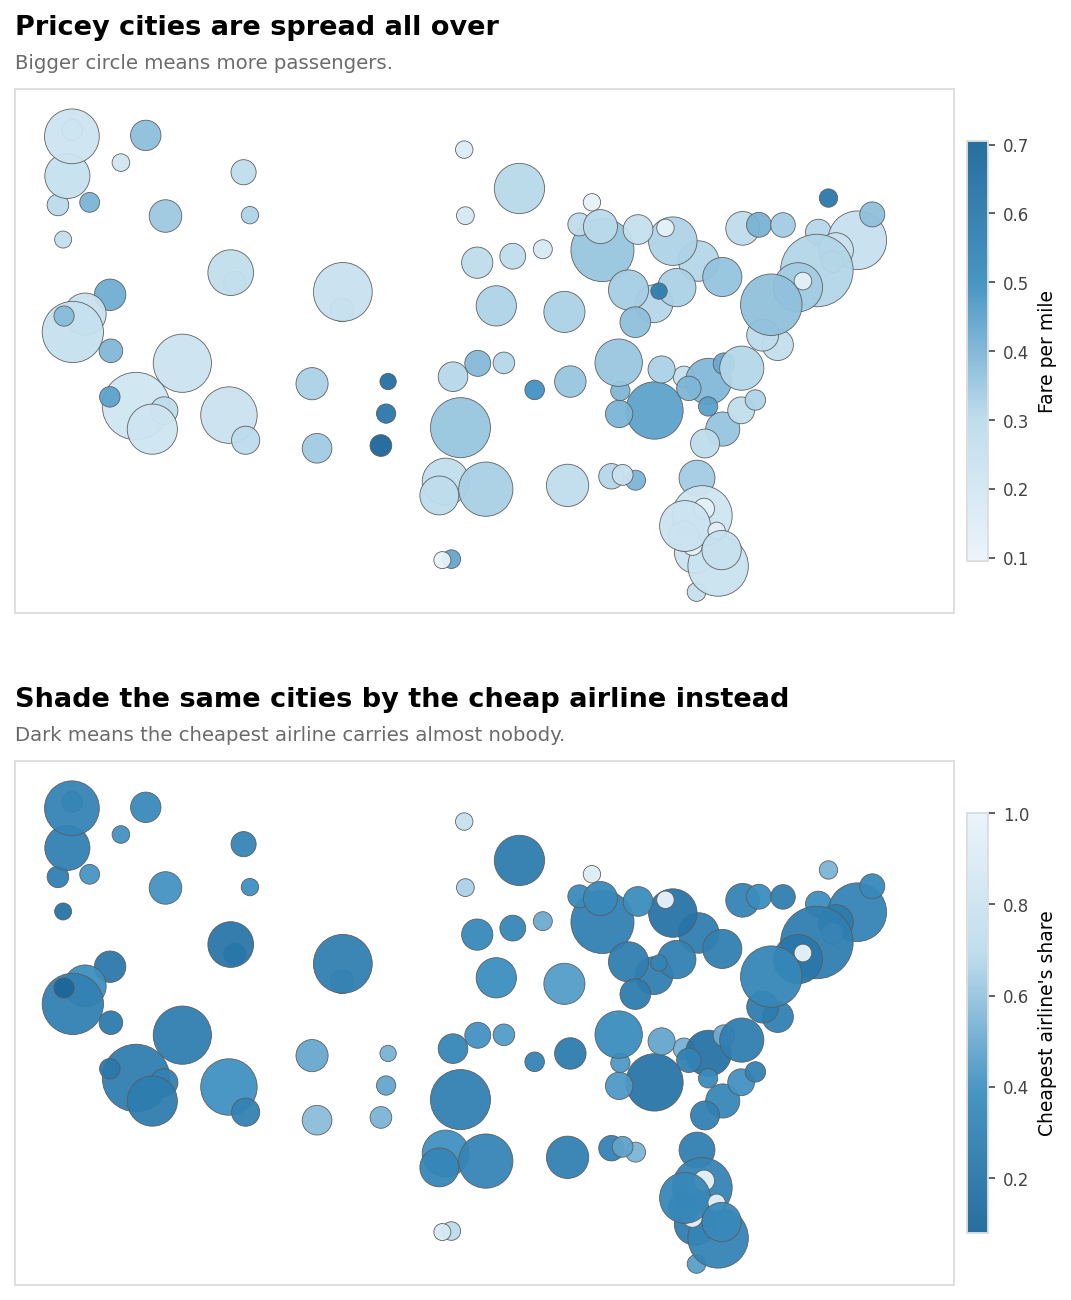 Pricey cities are spread all over
Bigger circle means more passengers.
0.7
0.6
0.5
0.4
0.3
0.2
0.1
Fare per mile
Shade the same cities by the cheap airline instead
Dark means the cheapest airline carries almost nobody.
1.0
0.8
0.6
0.4
0.2
Cheapest airline's share